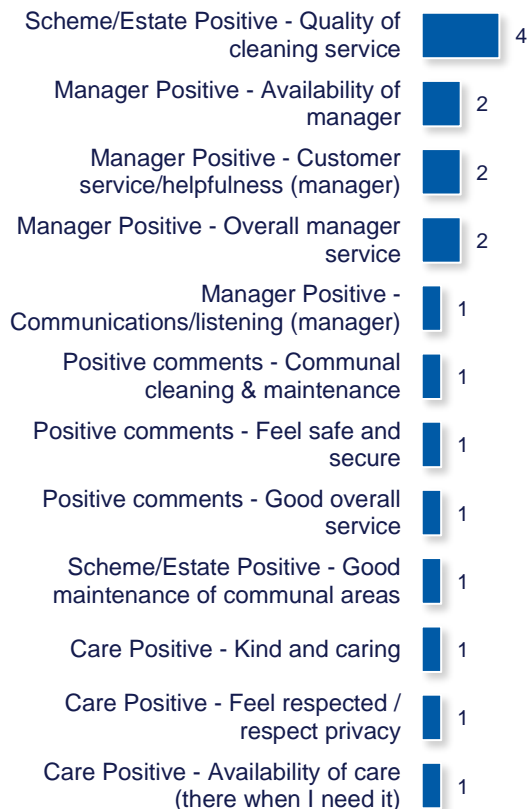 Scheme/Estate Positive - Quality of
cleaning service
4
Manager Positive - Availability of
manager
2
Manager Positive - Customer
service/helpfulness (manager)
2
Manager Positive - Overall manager
service
2
Manager Positive -
Communications/listening (manager)
1
Positive comments - Communal
cleaning & maintenance
1
Positive comments - Feel safe and
secure
1
Positive comments - Good overall
service
1
Scheme/Estate Positive - Good
maintenance of communal areas
1
Care Positive - Kind and caring
1
Care Positive - Feel respected /
respect privacy
1
Care Positive - Availability of care
(there when I need it)
1